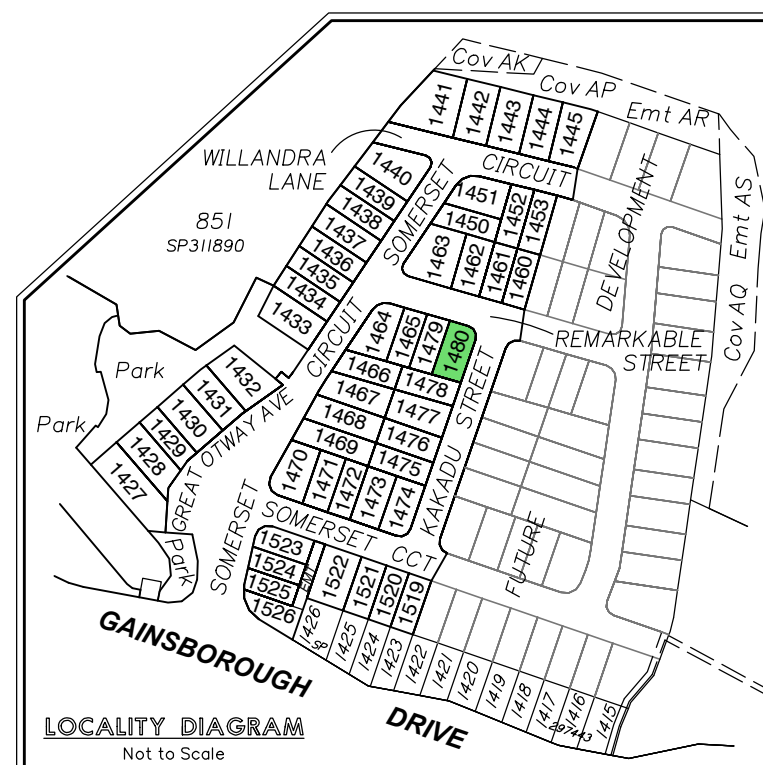 Cov AK
Cov AP
Emt AR
Emt AS
Cov AQ
1441
1442
1443
1444
1445
WILLANDRA
LANE
CIRCUIT
SOMERSET
DEVELOPMENT
1440
1439
1438
1437
1436
1435
1434
1433
851
SP311890
1451
1450
1452
1453
1463
1462
1461
1460
REMARKABLE
STREET
CIRCUIT
1464
1465
1479
1480
1466
1478
1467
1477
1468
1476
1469
1475
1470
1471
1472
1473
1474
KAKADU STREET
Park
Park
1432
1431
1430
1429
1428
1427
GREAT OTWAY AVE
SOMERSET
SOMERSET CCT
FUTURE
Park
1523
1524
1525
1526
EMT
1522
1521
1520
1519
1426
SP
1425
1424
1423
1422
1421
1420
1419
1418
1417
1416
1415
297443
GAINSBOROUGH
DRIVE
LOCALITY DIAGRAM
Not to Scale